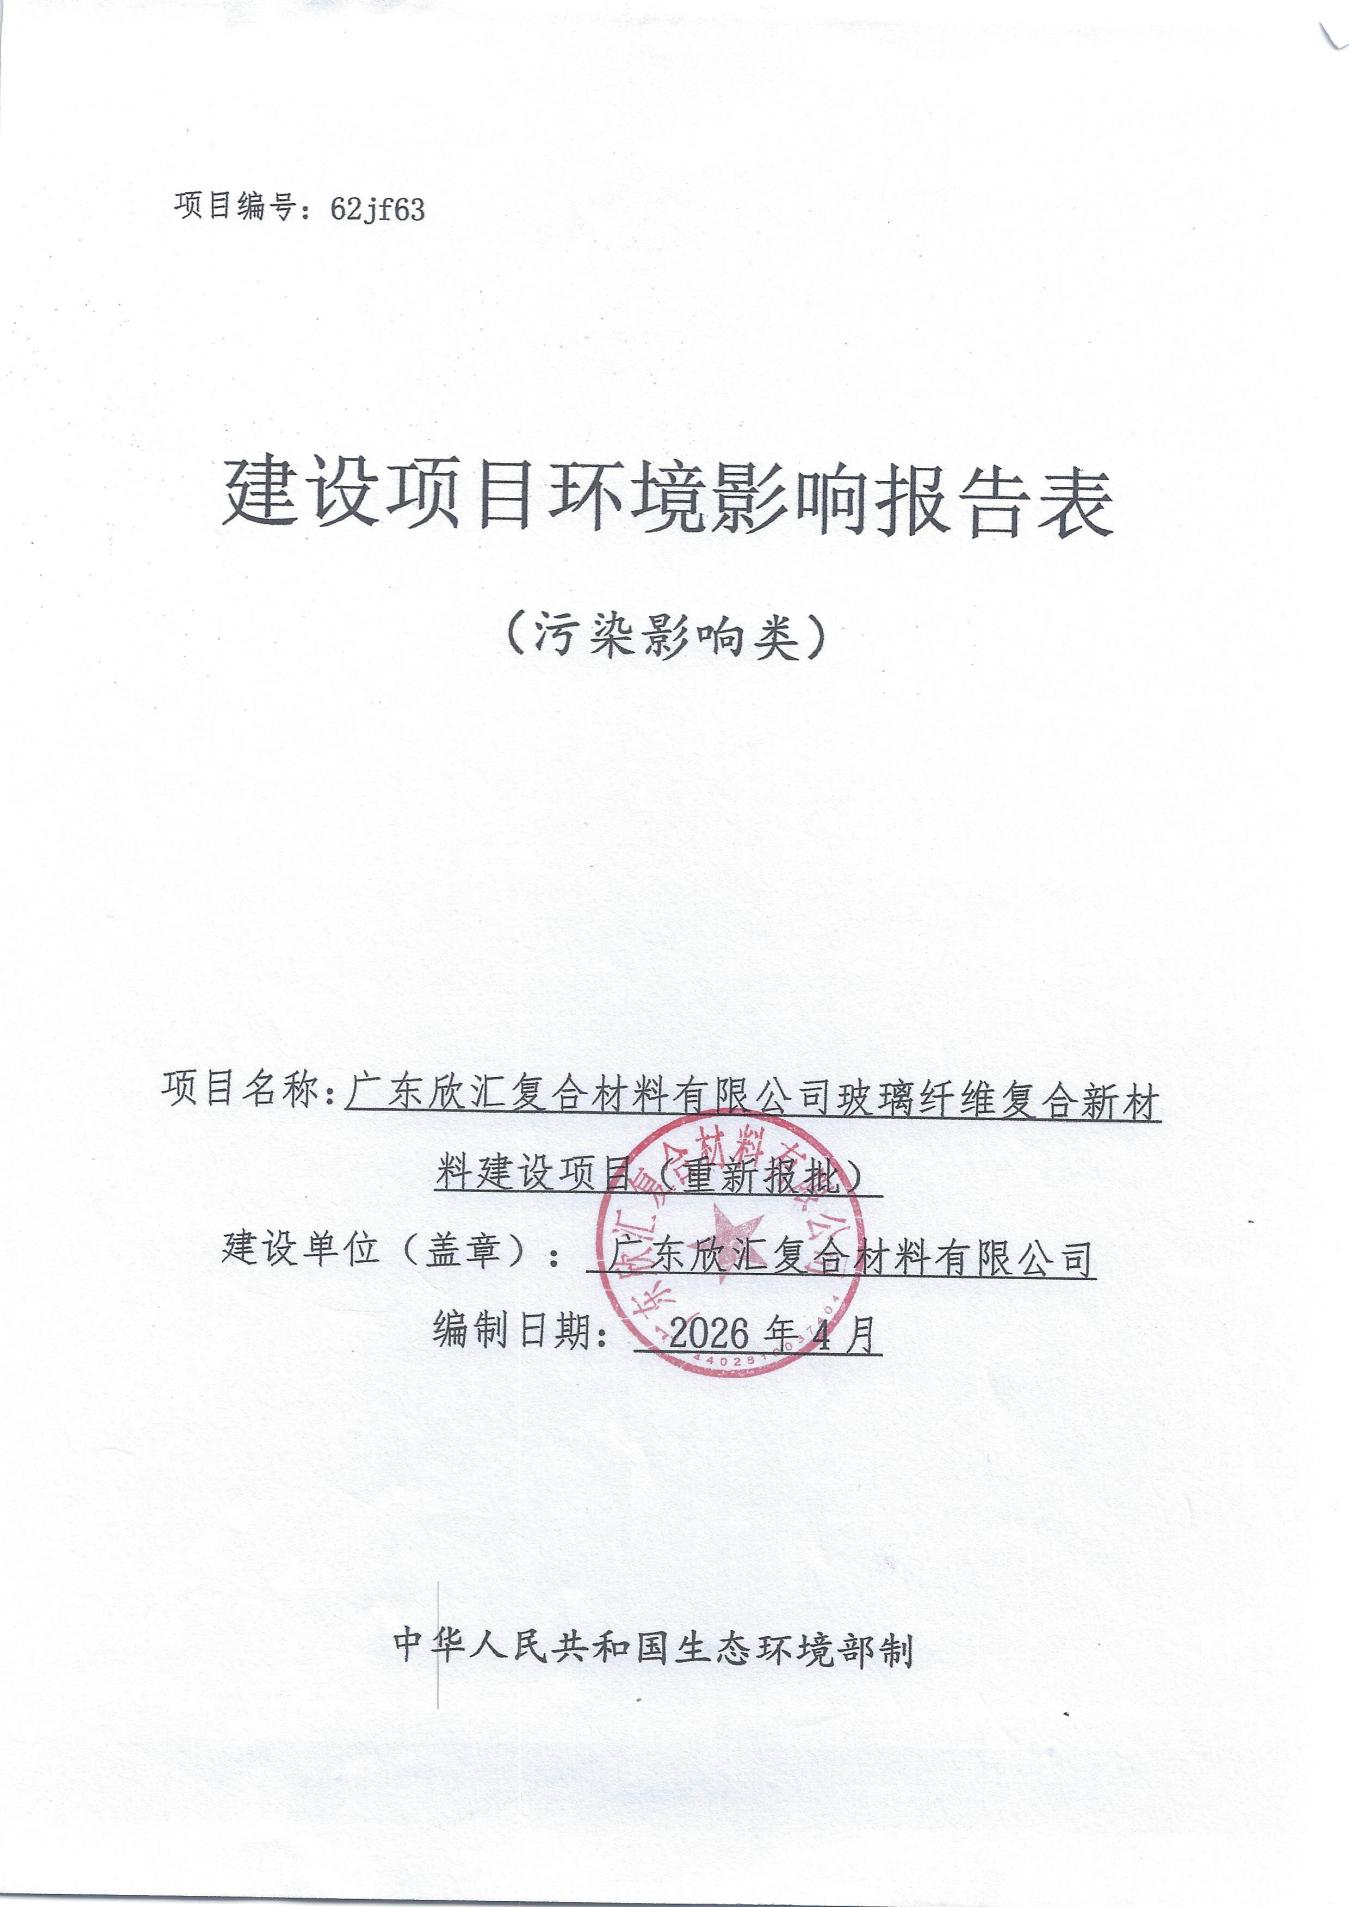 项目编号：62jf63
建设项目环境影响报告表
（污染影响类）
项目名称：广东欣汇复合材料有限公司玻璃纤维复合新材
料建设项目（重新报批）
建设单位（盖章）：广东欣汇复合材料有限公司
编制日期：2026 年 4 月
中华人民共和国生态环境部制